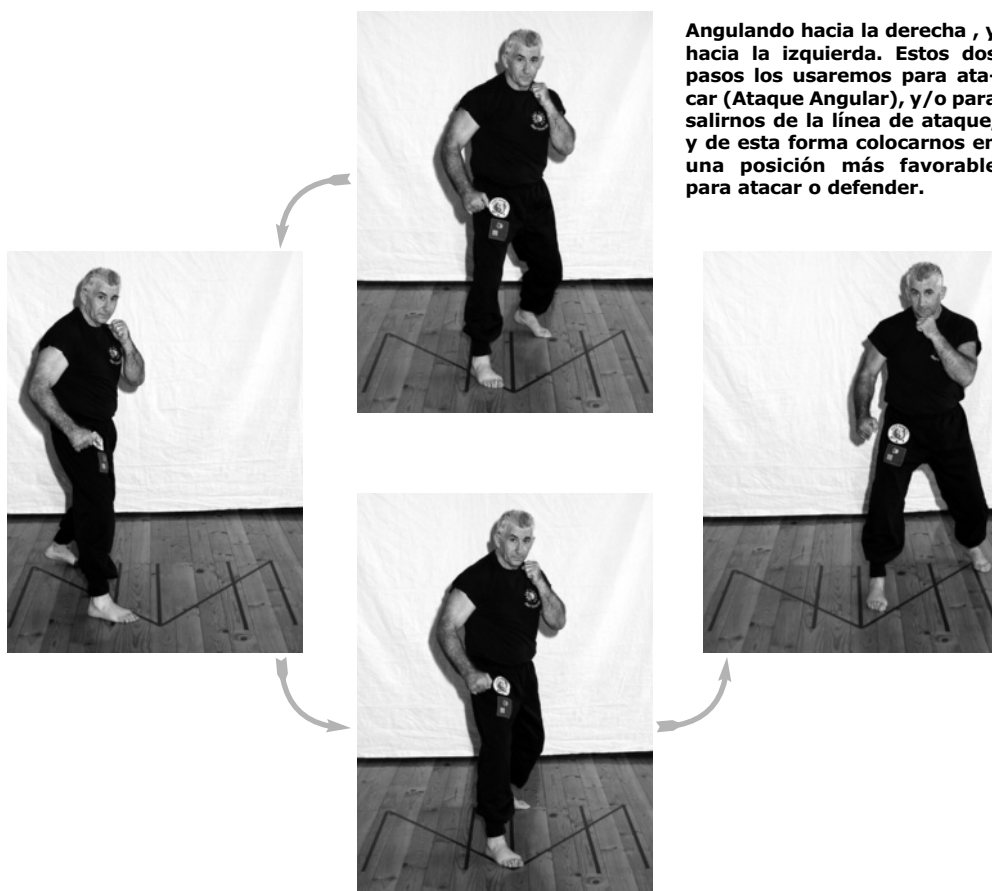 Angulando hacia la derecha , y
hacia la izquierda. Estos dos
pasos los usaremos para ata-
car (Ataque Angular), y/o para
salirnos de la línea de ataque,
y de esta forma colocarnos en
una posición más favorable
para atacar o defender.